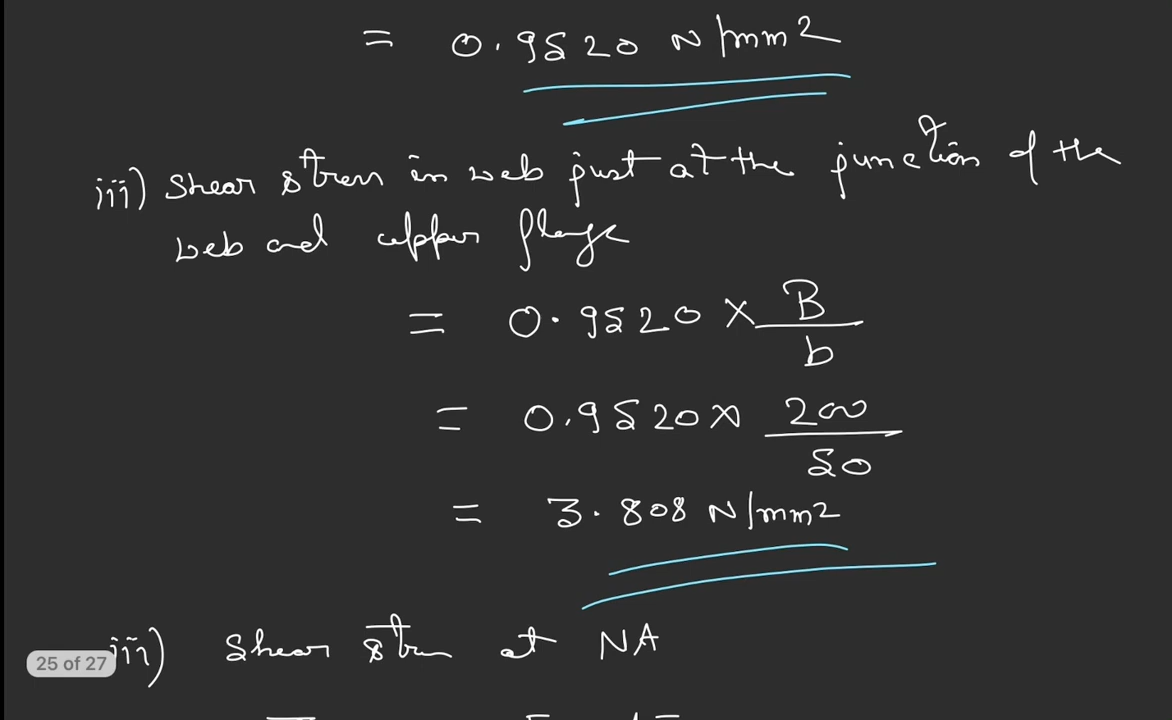 = 0.9520 N/mm2
iii) Shear stress in web just at the junction of the
web and upper flange
= 0.9520 × B/b
= 0.9520 × 200/50
= 3.808 N/mm2
iii) Shear stress at NA
25 of 27